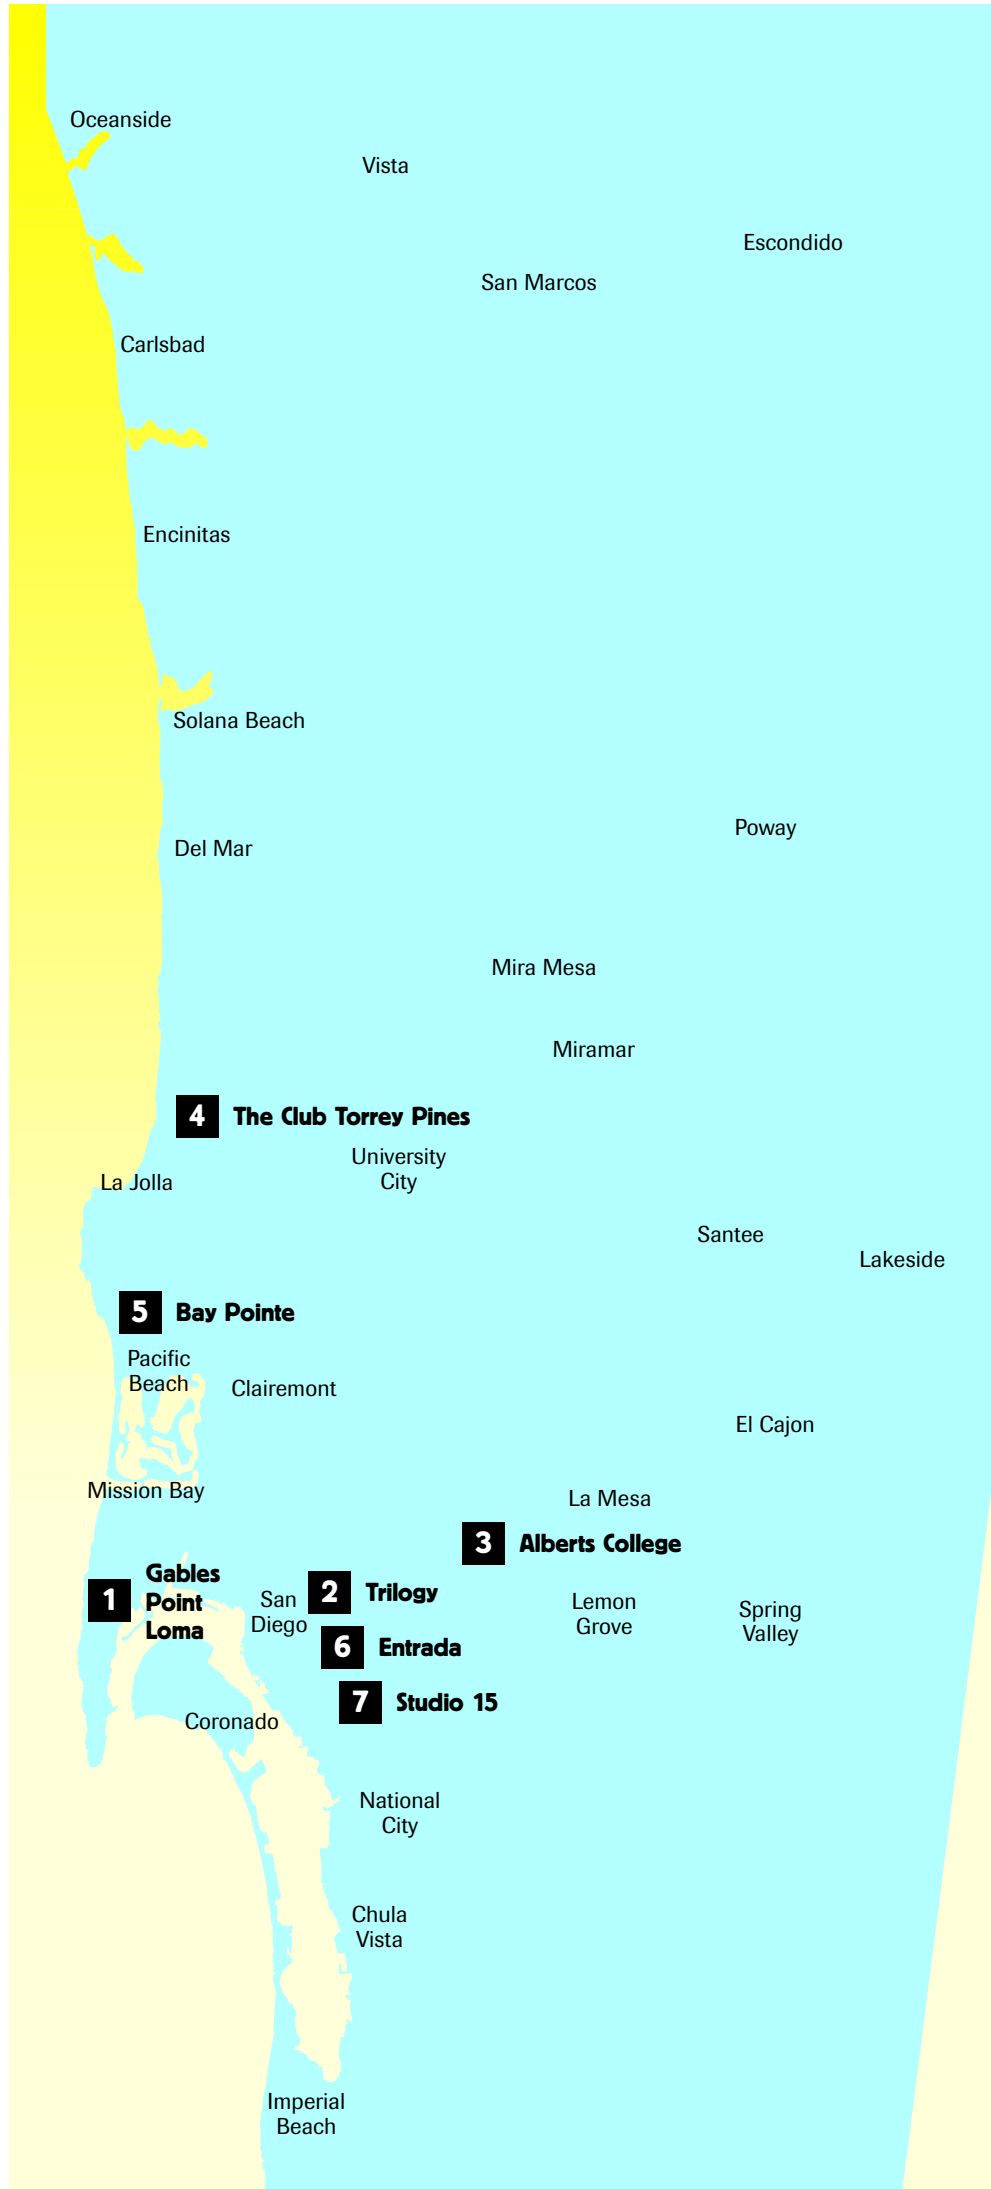 Oceanside
Vista
Escondido
San Marcos
Carlsbad
Encinitas
Solana Beach
Poway
Del Mar
Mira Mesa
Miramar
4 The Club Torrey Pines
University
City
La Jolla
Santee
Lakeside
5 Bay Pointe
Pacific
Beach
Clairemont
El Cajon
Mission Bay
La Mesa
3 Alberts College
1 Gables
Point
Loma
San
Diego
2 Trilogy
Lemon
Grove
Spring
Valley
6 Entrada
7 Studio 15
Coronado
National
City
Chula
Vista
Imperial
Beach